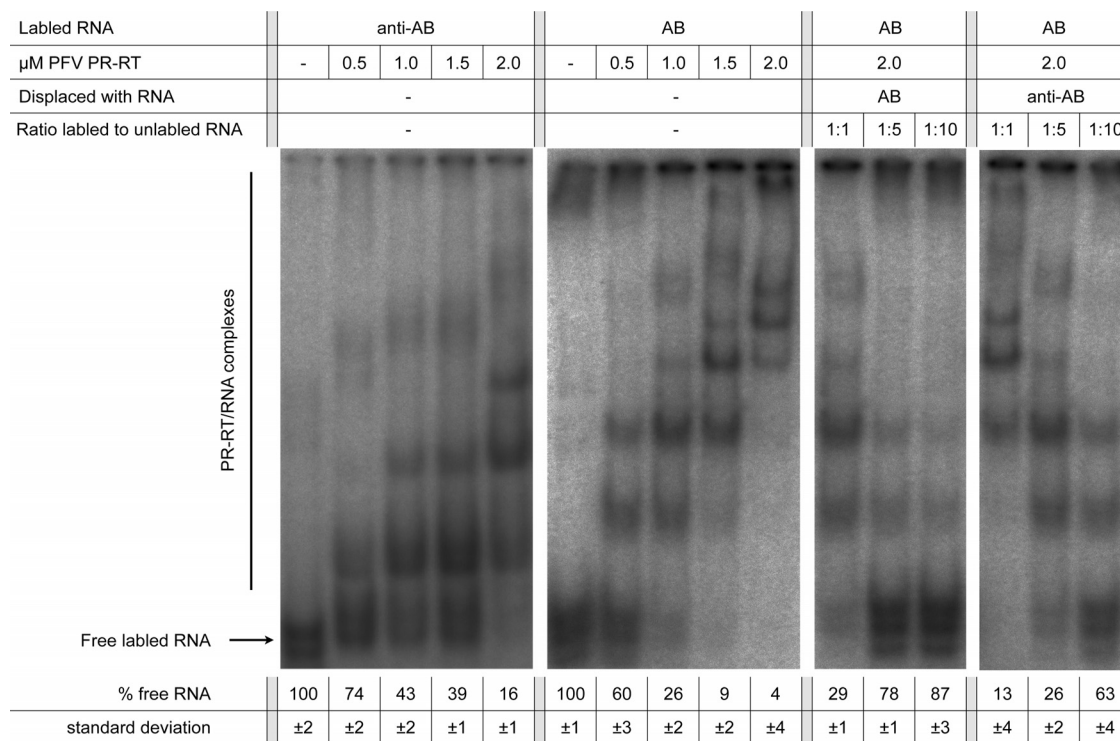 Labled RNA anti-AB AB AB AB
µM PFV PR-RT - 0.5 1.0 1.5 2.0 - 0.5 1.0 1.5 2.0 2.0 2.0
Displaced with RNA - - AB anti-AB
Ratio labled to unlabled RNA - - 1:1 1:5 1:10 1:1 1:5 1:10
PR-RT/RNA complexes
Free labled RNA
% free RNA 100 74 43 39 16 100 60 26 9 4 29 78 87 13 26 63
standard deviation ±2 ±2 ±2 ±1 ±1 ±1 ±3 ±2 ±2 ±4 ±1 ±1 ±3 ±4 ±2 ±4